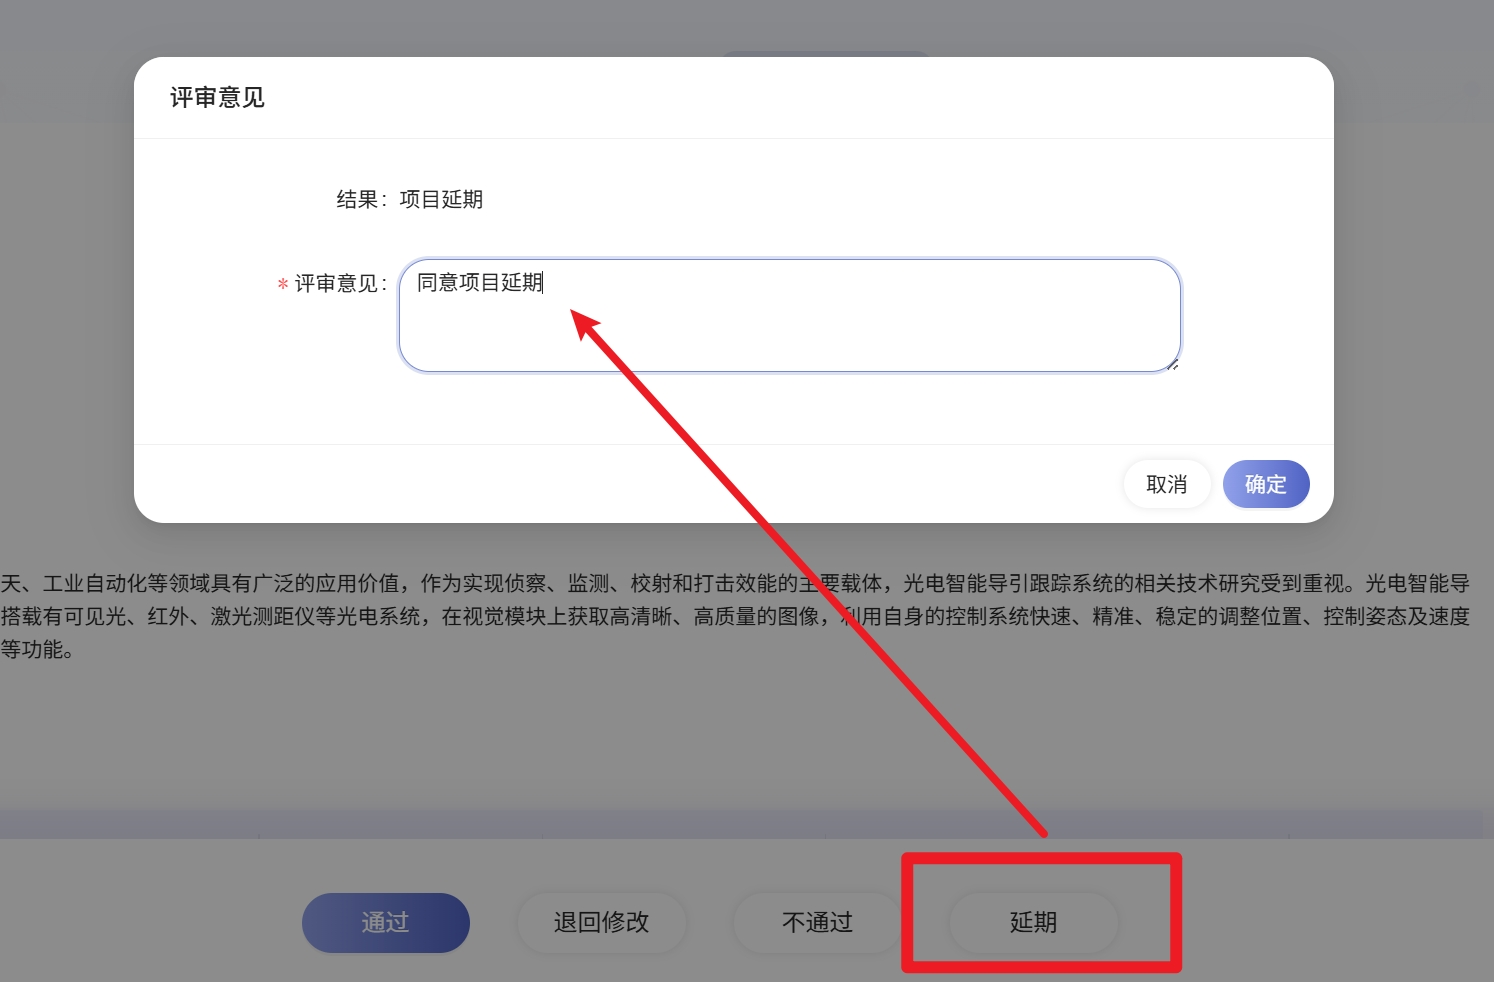 评审意见
结果： 项目延期
* 评审意见： 同意项目延期
取消 确定
天、工业自动化等领域具有广泛的应用价值，作为实现侦察、监测、校射和打击效能的主要载体，光电智能导引跟踪系统的相关技术研究受到重视。光电智能导
搭载有可见光、红外、激光测距仪等光电系统，在视觉模块上获取高清晰、高质量的图像，利用自身的控制系统快速、精准、稳定的调整位置、控制姿态及速度
等功能。
通过 退回修改 不通过 延期